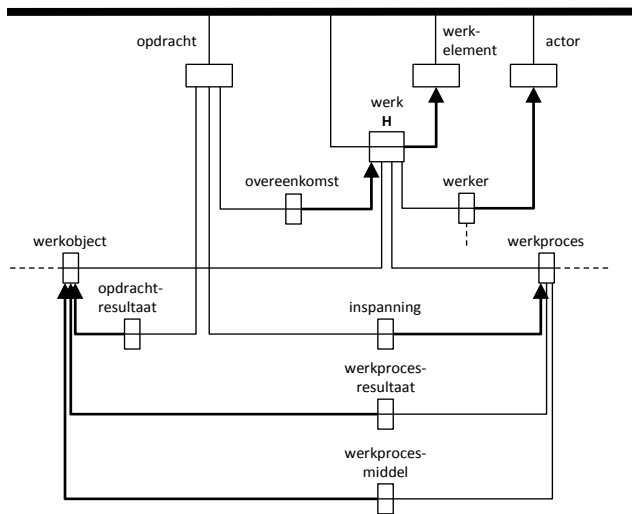 opdracht
werk-
element
actor
werk
H
overeenkomst
werker
werkobject
werkproces
opdracht-
resultaat
inspanning
werkproces-
resultaat
werkproces-
middel